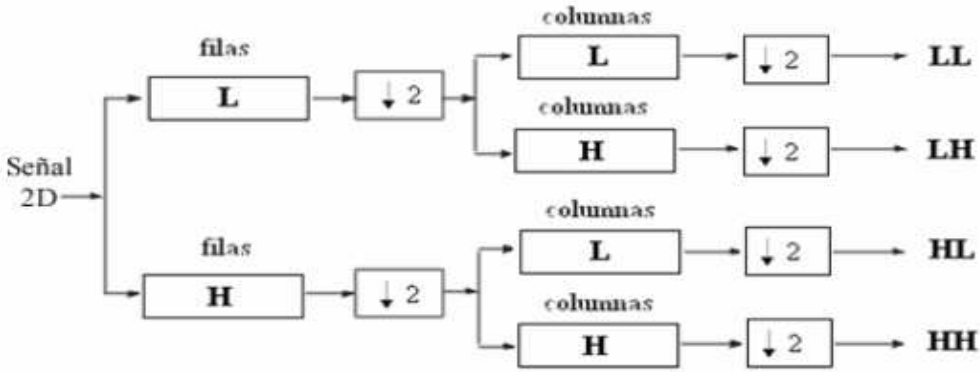 columnas
filas
L
↓ 2
L
↓ 2
LL
columnas
H
↓ 2
LH
Señal
2D
filas
H
↓ 2
columnas
L
↓ 2
HL
columnas
H
↓ 2
HH